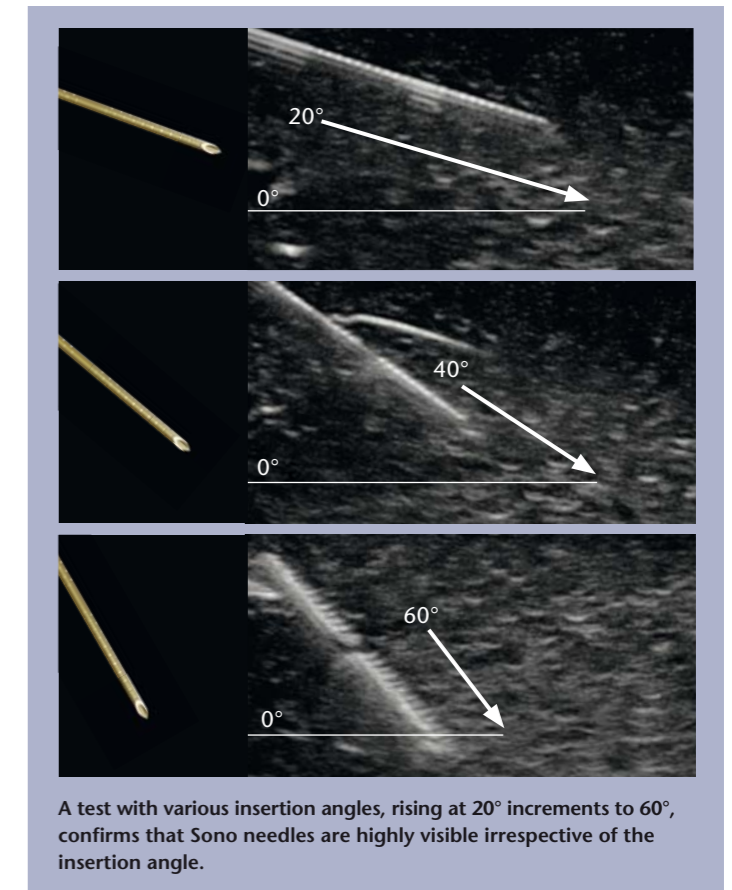 20°
0°
40°
0°
60°
0°
A test with various insertion angles, rising at 20° increments to 60°,
confirms that Sono needles are highly visible irrespective of the
insertion angle.